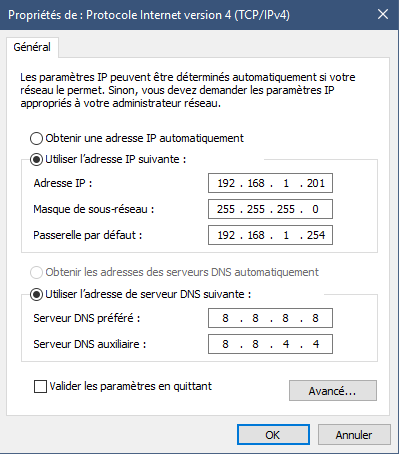 Propriétés de : Protocole Internet version 4 (TCP/IPv4)
Général
Les paramètres IP peuvent être déterminés automatiquement si votre
réseau le permet. Sinon, vous devez demander les paramètres IP
appropriés à votre administrateur réseau.
Obtenir une adresse IP automatiquement
Utiliser l'adresse IP suivante :
Adresse IP : 192 . 168 . 1 . 201
Masque de sous-réseau : 255 . 255 . 255 . 0
Passerelle par défaut : 192 . 168 . 1 . 254
Obtenir les adresses des serveurs DNS automatiquement
Utiliser l'adresse de serveur DNS suivante :
Serveur DNS préféré : 8 . 8 . 8 . 8
Serveur DNS auxiliaire : 8 . 8 . 4 . 4
Valider les paramètres en quittant
Avancé...
OK Annuler